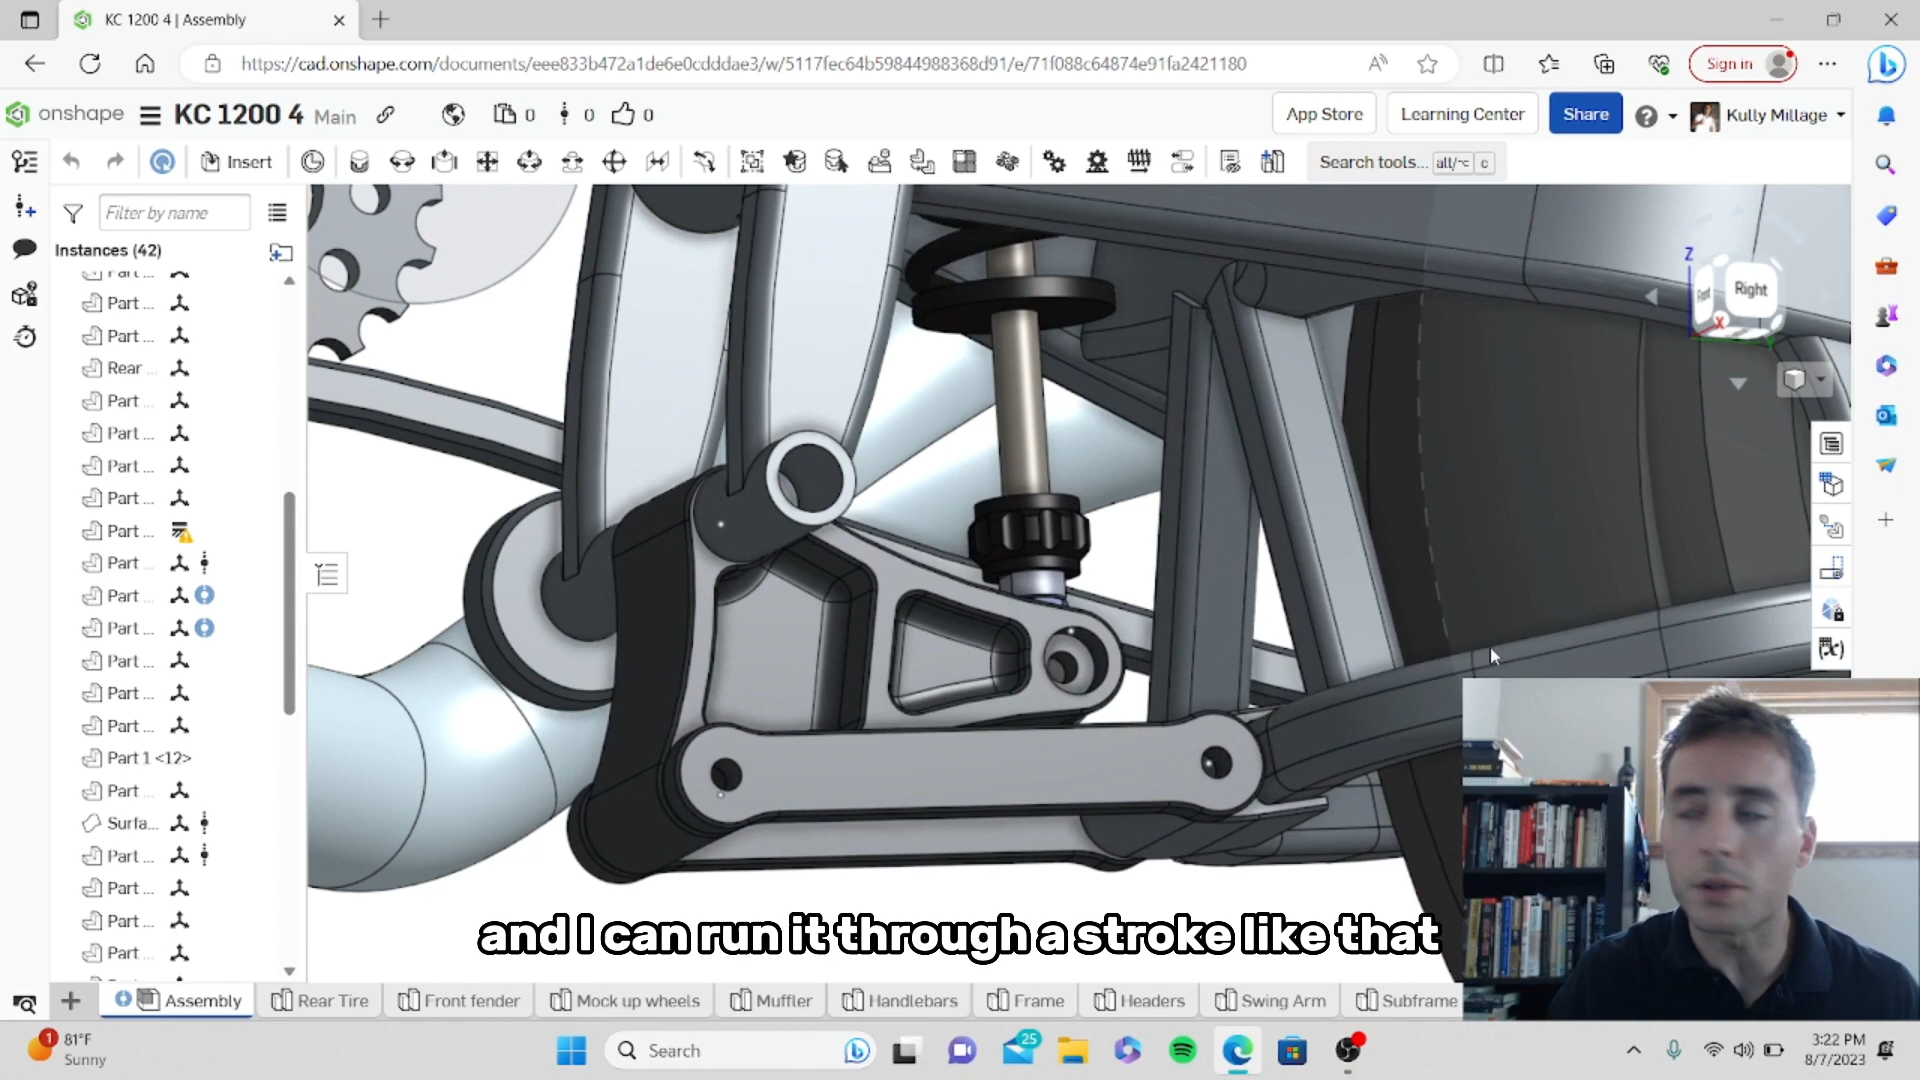 KC 1200 4 | Assembly
https://cad.onshape.com/documents/eee833b472a1de6e0cdddae3/w/5117fec64b59844988368d91/e/71f088c64874e91fa2421180
Sign in
onshape
KC 1200 4 Main
0
0
0
App Store
Learning Center
Share
Kully Millage
Insert
Search tools... alt/⌥ c
Filter by name
Instances (42)
Part ...
Part ...
Part ...
Rear ...
Part ...
Part ...
Part ...
Part ...
Part ...
Part ...
Part ...
Part ...
Part ...
Part ...
Part ...
Part 1 <12>
Part ...
Surfa...
Part ...
Part ...
Part ...
Part ...
Z
Front
Right
X
(x)
and I can run it through a stroke like that
Assembly
Rear Tire
Front fender
Mock up wheels
Muffler
Handlebars
Frame
Headers
Swing Arm
Subframe
1
81°F
Sunny
Search
25
3:22 PM
8/7/2023